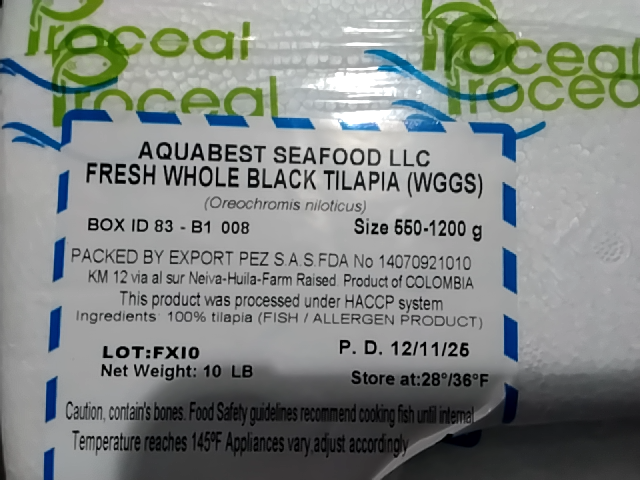 Proceal Proceal
Proceal Proceal
AQUABEST SEAFOOD LLC
FRESH WHOLE BLACK TILAPIA (WGGS)
(Oreochromis niloticus)
BOX ID 83 - B1 008 Size 550-1200 g
PACKED BY EXPORT PEZ S.A.S.FDA No 14070921010
KM 12 via al sur Neiva-Huila-Farm Raised. Product of COLOMBIA
This product was processed under HACCP system
Ingredients: 100% tilapia (FISH / ALLERGEN PRODUCT)
LOT:FXI0 P. D. 12/11/25
Net Weight: 10 LB Store at:28°/36°F
Caution, contain's bones. Food Safety guidelines recommend cooking fish until internal
Temperature reaches 145ºF Appliances vary,adjust accordingly